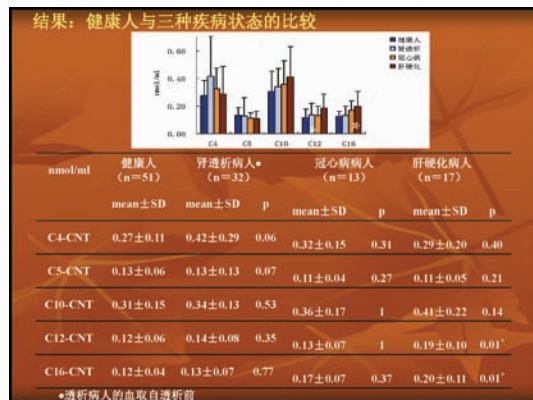 结果：健康人与三种疾病状态的比较
nmol/ml
0.60
0.40
0.20
0.00
C4 C5 C10 C12 C16
健康人
肾透析
冠心病
肝硬化
*
nmol/ml 健康人 （n=51） 肾透析病人• （n=32） 冠心病病人 （n=13） 肝硬化病人 （n=17）
mean±SD mean±SD p mean±SD p mean±SD p
C4-CNT 0.27±0.11 0.42±0.29 0.06 0.32±0.15 0.31 0.29±0.20 0.40
C5-CNT 0.13±0.06 0.13±0.13 0.07 0.11±0.04 0.27 0.11±0.05 0.21
C10-CNT 0.31±0.15 0.34±0.13 0.53 0.36±0.17 1 0.41±0.22 0.14
C12-CNT 0.12±0.06 0.14±0.08 0.35 0.13±0.07 1 0.19±0.10 0.01*
C16-CNT 0.12±0.04 0.13±0.07 0.77 0.17±0.07 0.37 0.20±0.11 0.01*
•透析病人的血取自透析前